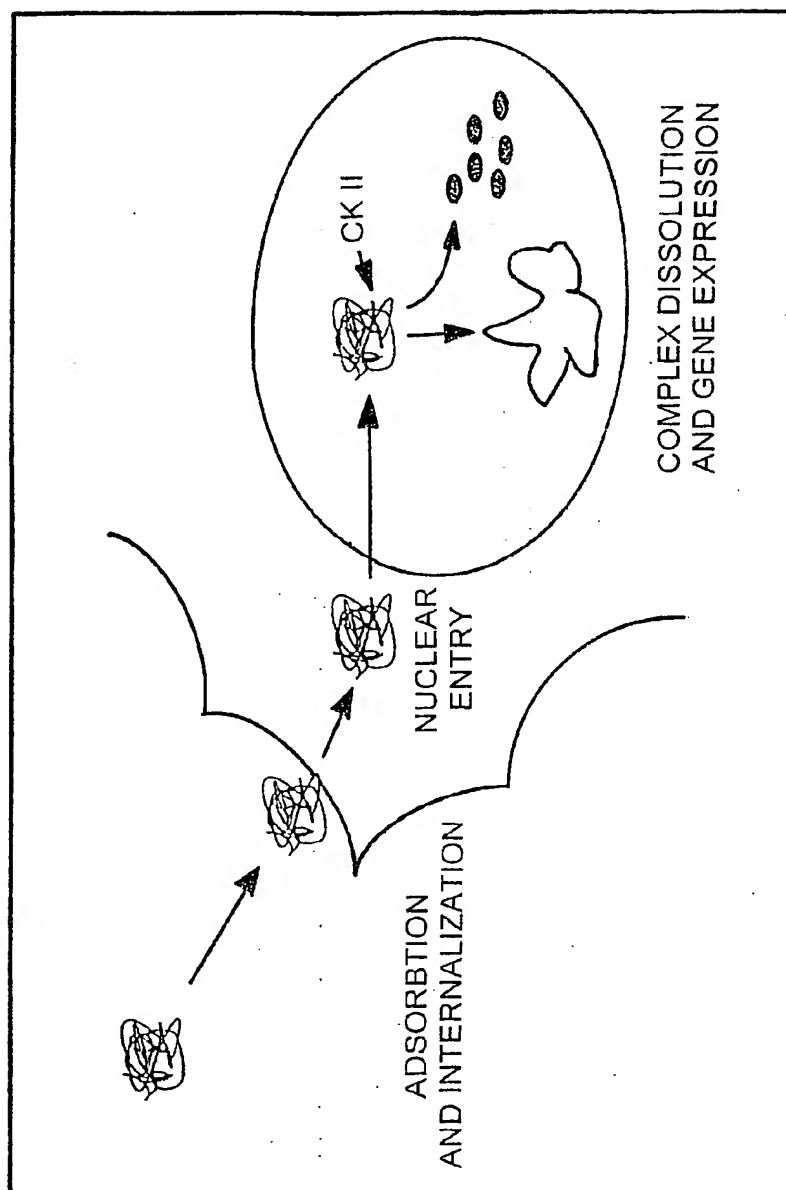 ADSORBTION
AND INTERNALIZATION
NUCLEAR
ENTRY
CK II
COMPLEX DISSOLUTION
AND GENE EXPRESSION